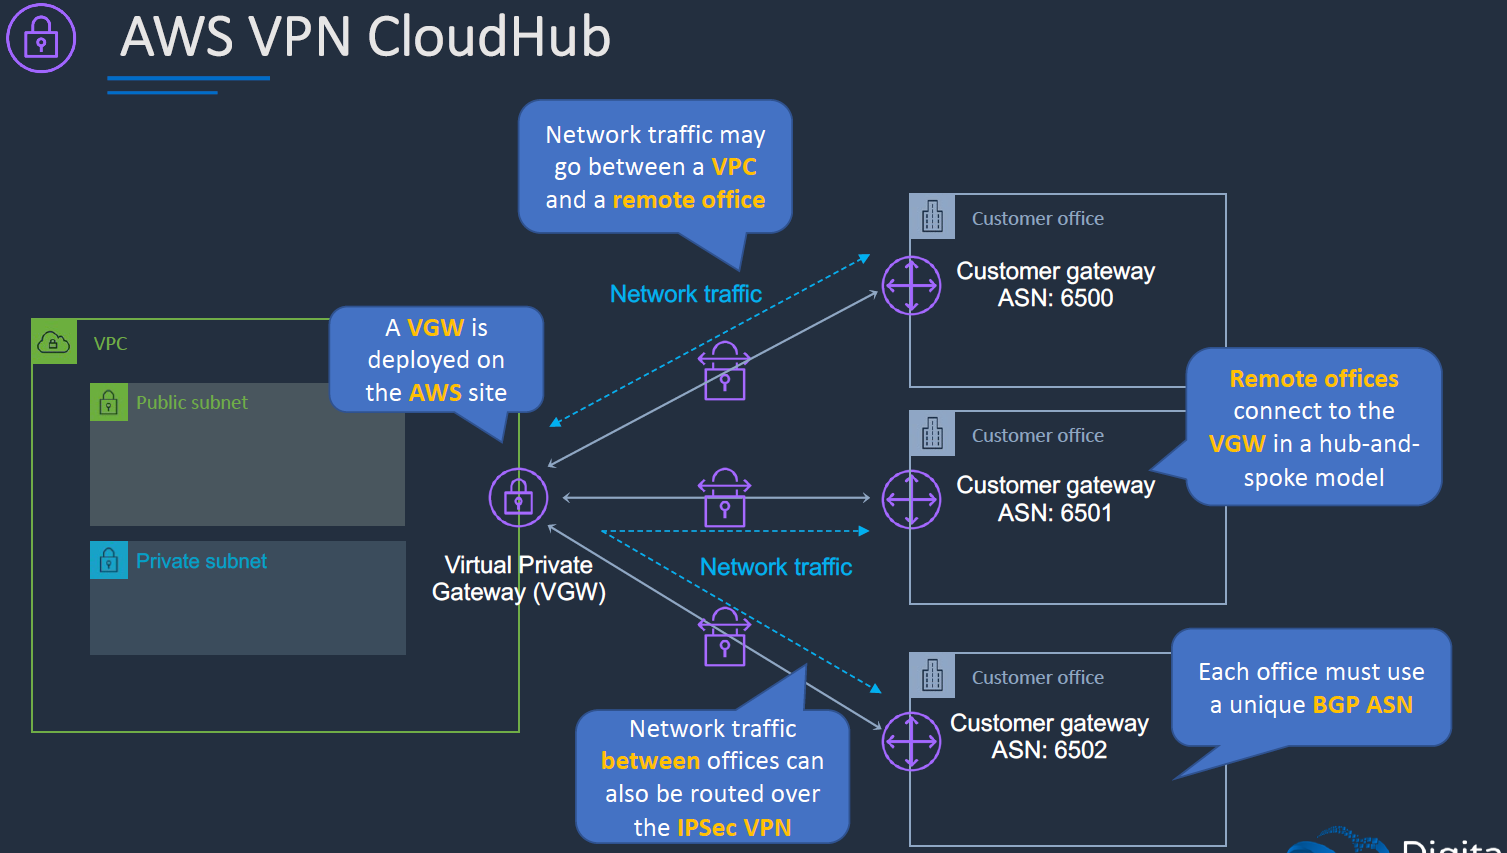 AWS VPN CloudHub
Network traffic may
go between a VPC
and a remote office
Customer office
Customer gateway
ASN: 6500
Network traffic
A VGW is
deployed on
the AWS site
VPC
Public subnet
Remote offices
connect to the
VGW in a hub-and-
spoke model
Customer office
Customer gateway
ASN: 6501
Private subnet
Virtual Private
Gateway (VGW)
Network traffic
Customer office
Customer gateway
ASN: 6502
Each office must use
a unique BGP ASN
Network traffic
between offices can
also be routed over
the IPSec VPN